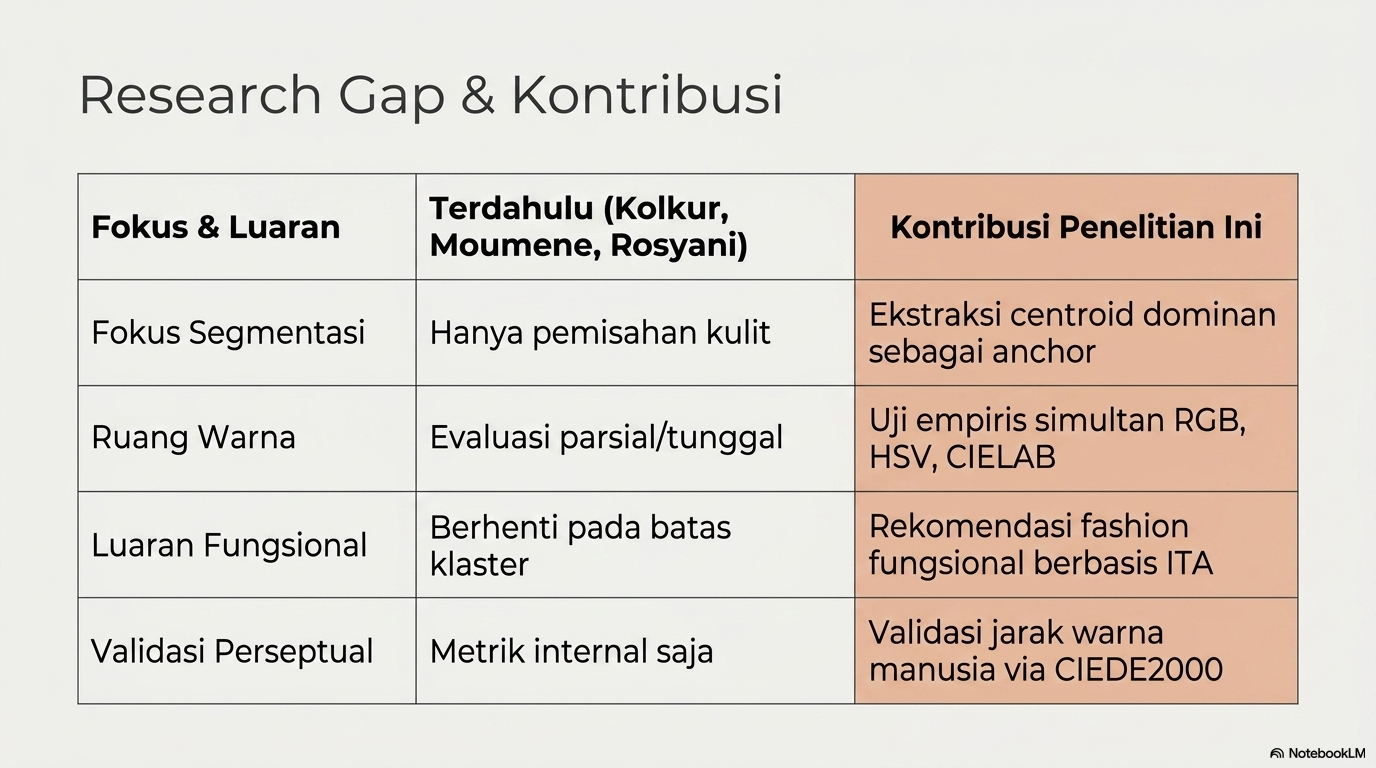 Research Gap & Kontribusi
Fokus & Luaran
Terdahulu (Kolkur,
Moumene, Rosyani)
Kontribusi Penelitian Ini
Fokus Segmentasi
Hanya pemisahan kulit
Ekstraksi centroid dominan
sebagai anchor
Ruang Warna
Evaluasi parsial/tunggal
Uji empiris simultan RGB,
HSV, CIELAB
Luaran Fungsional
Berhenti pada batas
klaster
Rekomendasi fashion
fungsional berbasis ITA
Validasi Perseptual
Metrik internal saja
Validasi jarak warna
manusia via CIEDE2000
NotebookLM